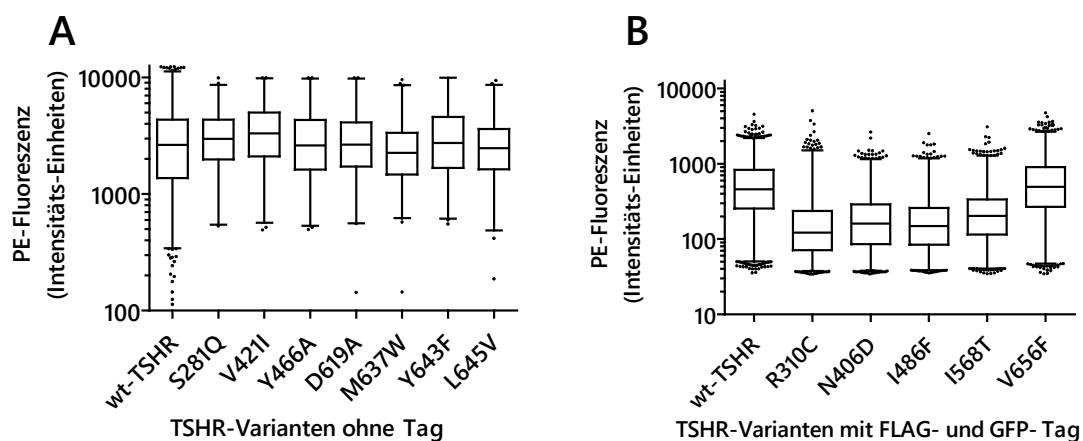 A
PE-Fluoreszenz
(Intensitäts-Einheiten)
10000
1000
100
wt-TSHR
S281Q
V421I
Y466A
D619A
M637W
Y643F
L645V
TSHR-Varianten ohne Tag
B
PE-Fluoreszenz
(Intensitäts-Einheiten)
10000
1000
100
10
wt-TSHR
R310C
N406D
I486F
I568T
V656F
TSHR-Varianten mit FLAG- und GFP- Tag